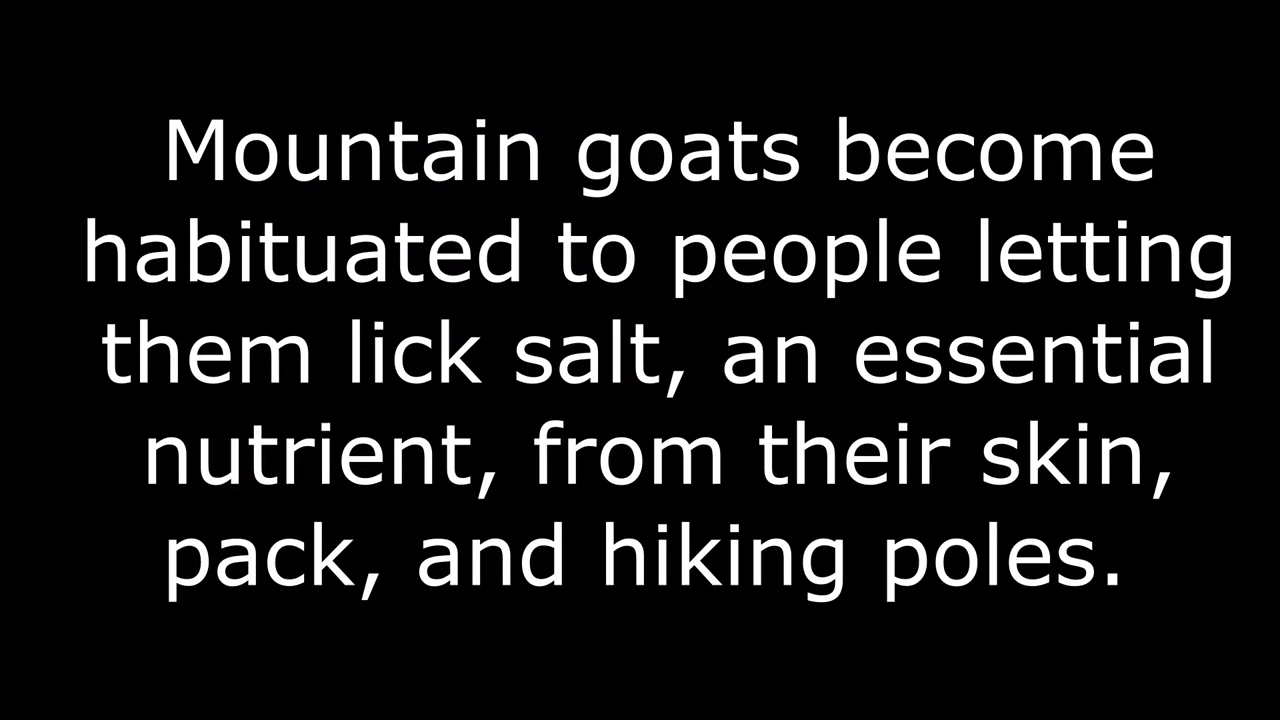 Mountain goats become
habituated to people letting
them lick salt, an essential
nutrient, from their skin,
pack, and hiking poles.